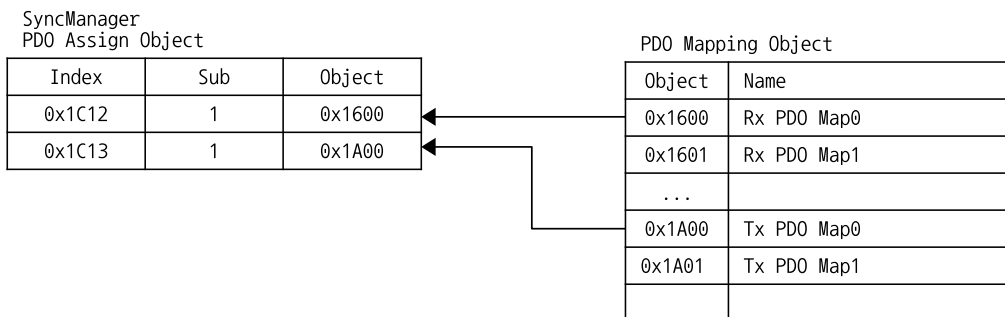 SyncManager
PDO Assign Object
Index Sub Object
0x1C12 1 0x1600
0x1C13 1 0x1A00
PDO Mapping Object
Object Name
0x1600 Rx PDO Map0
0x1601 Rx PDO Map1
...
0x1A00 Tx PDO Map0
0x1A01 Tx PDO Map1